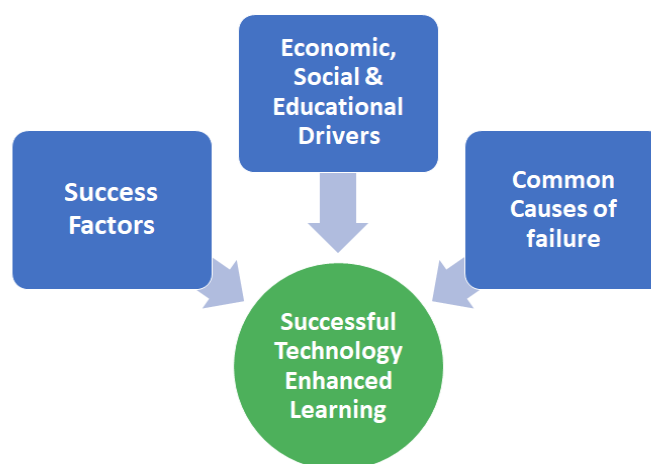 Economic,
Social &
Educational
Drivers
Success
Factors
Common
Causes of
failure
Successful
Technology
Enhanced
Learning